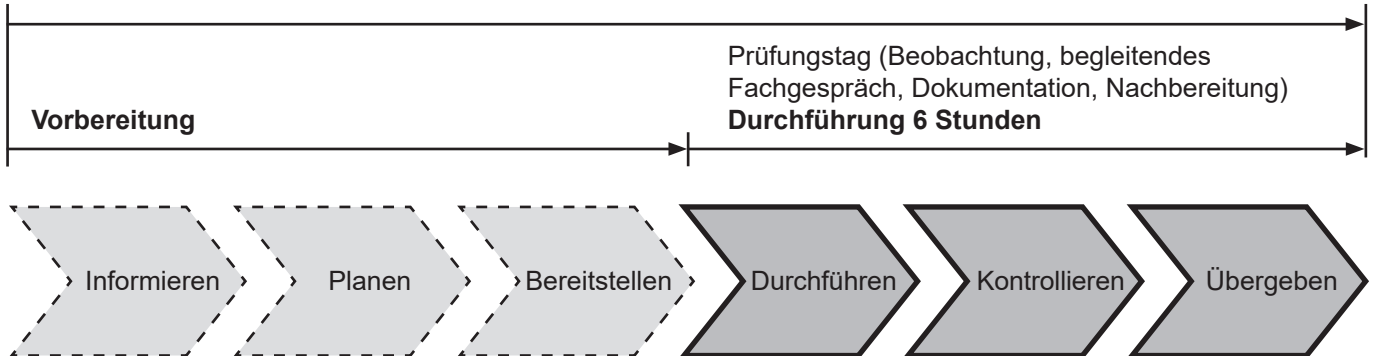 Prüfungstag (Beobachtung, begleitendes
Fachgespräch, Dokumentation, Nachbereitung)
Vorbereitung
Durchführung 6 Stunden
Informieren
Planen
Bereitstellen
Durchführen
Kontrollieren
Übergeben